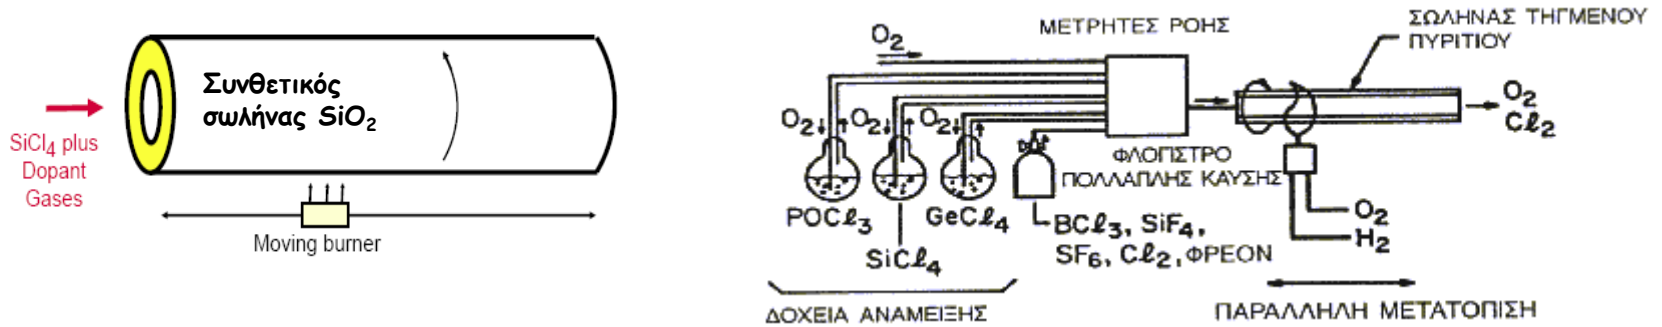 Συνθετικός
σωλήνας SiO2
SiCl4 plus
Dopant
Gases
Moving burner
ΜΕΤΡΗΤΕΣ ΡΟΗΣ
ΣΩΛΗΝΑΣ ΤΗΓΜΕΝΟΥ
ΠΥΡΙΤΙΟΥ
O2
O2 O2 O2
O2
Cl2
ΦΛΟΓΙΣΤΡΟ
ΠΟΛΛΑΠΛΗΣ ΚΑΥΣΗΣ
POCl3
SiCl4
GeCl4
BCl3, SiF4,
SF6, Cl2, ΦΡΕΟΝ
O2
H2
ΔΟΧΕΙΑ ΑΝΑΜΕΙΞΗΣ
ΠΑΡΑΛΛΗΛΗ ΜΕΤΑΤΟΠΙΣΗ